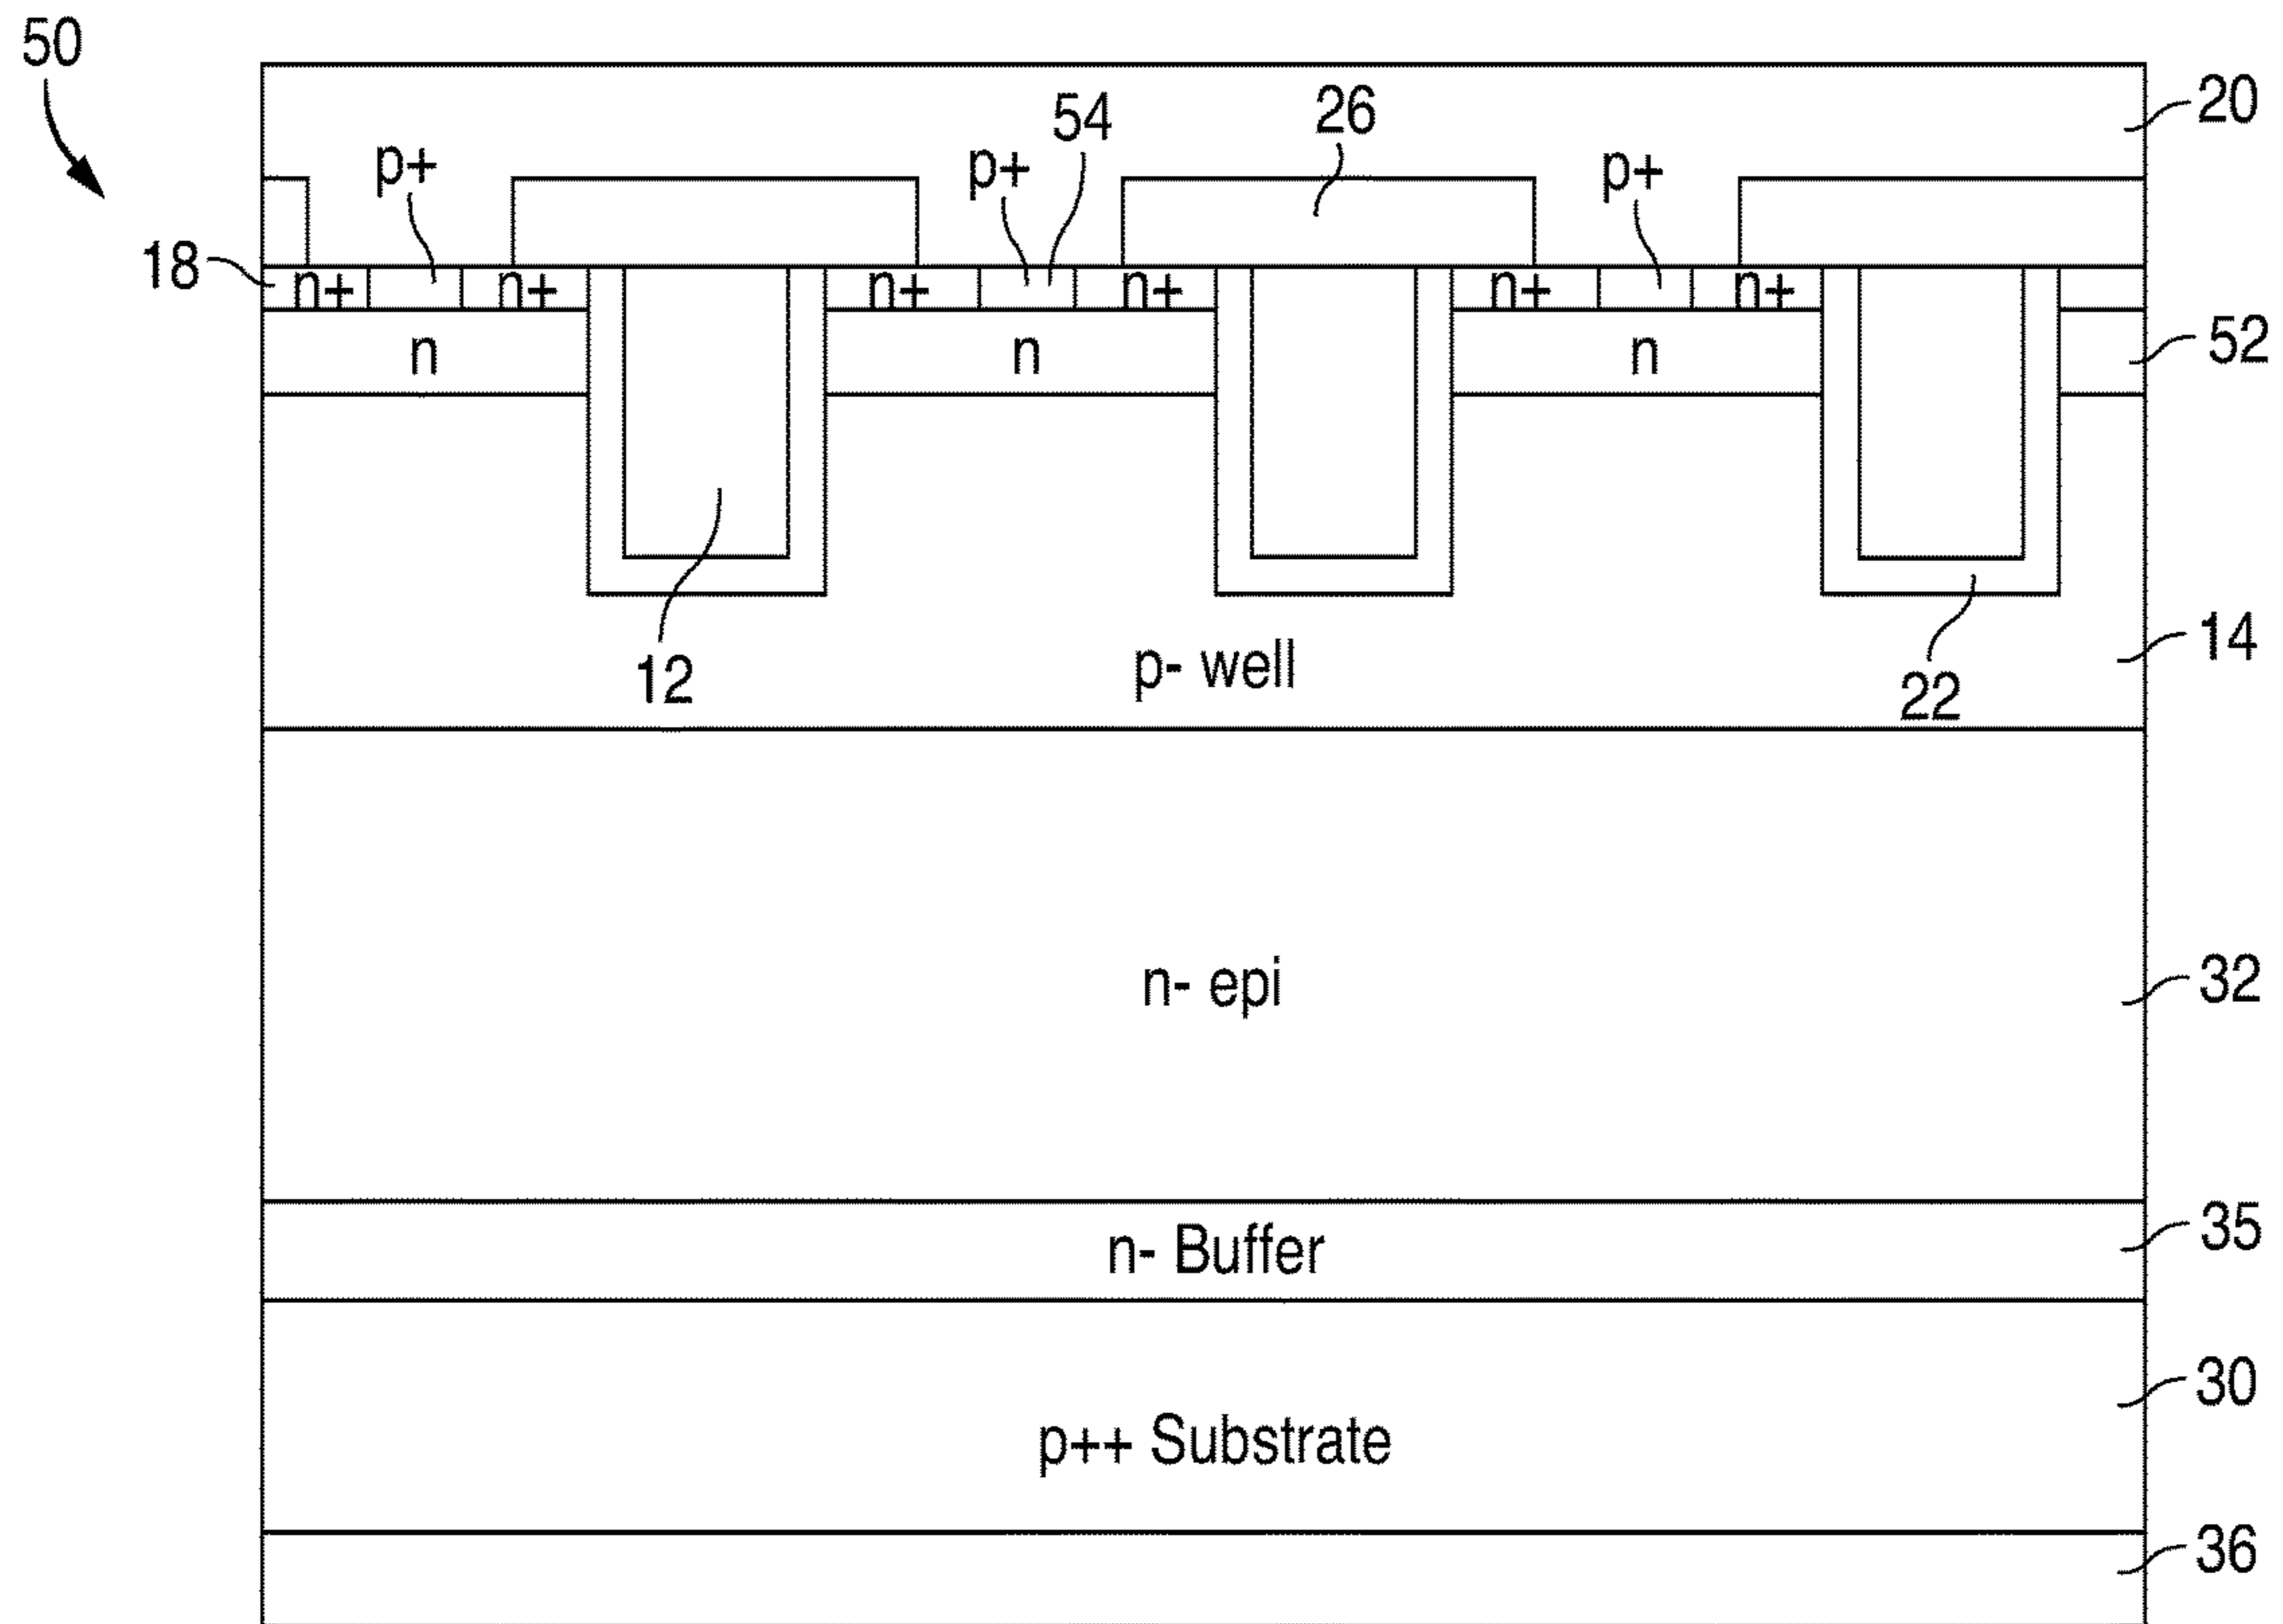 50
20
26
54
p+
p+
p+
18
n+
n+
n+
n+
n+
n+
n
n
n
52
12
p- well
14
22
n- epi
32
n- Buffer
35
30
p++ Substrate
36